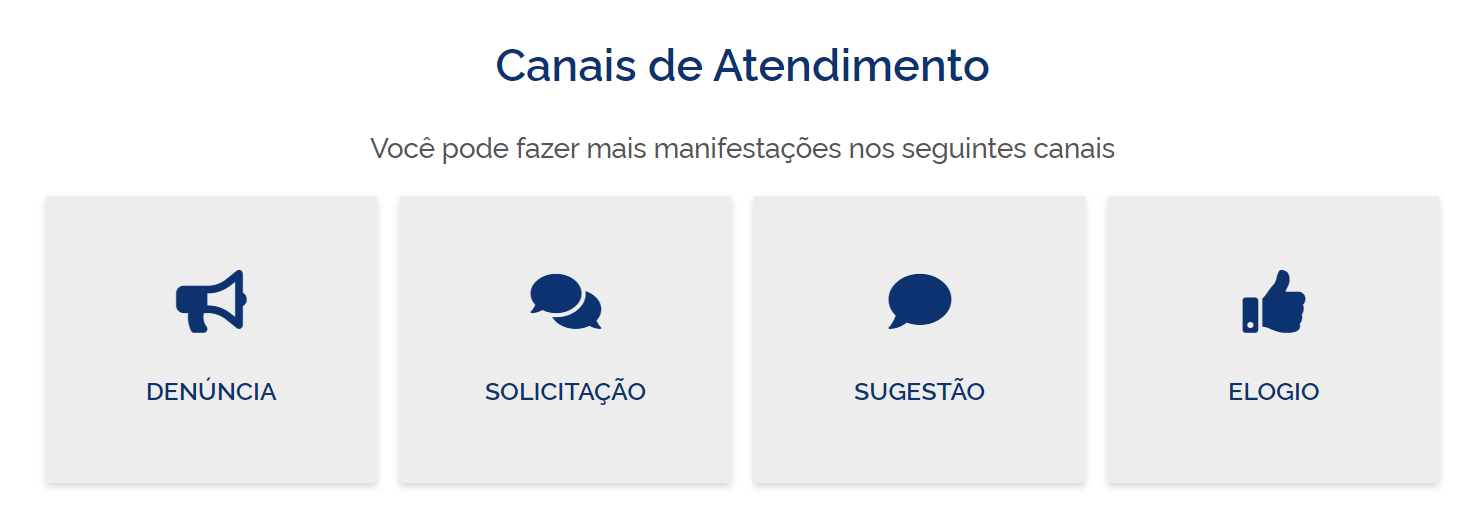 Canais de Atendimento
Você pode fazer mais manifestações nos seguintes canais
DENÚNCIA
SOLICITAÇÃO
SUGESTÃO
ELOGIO